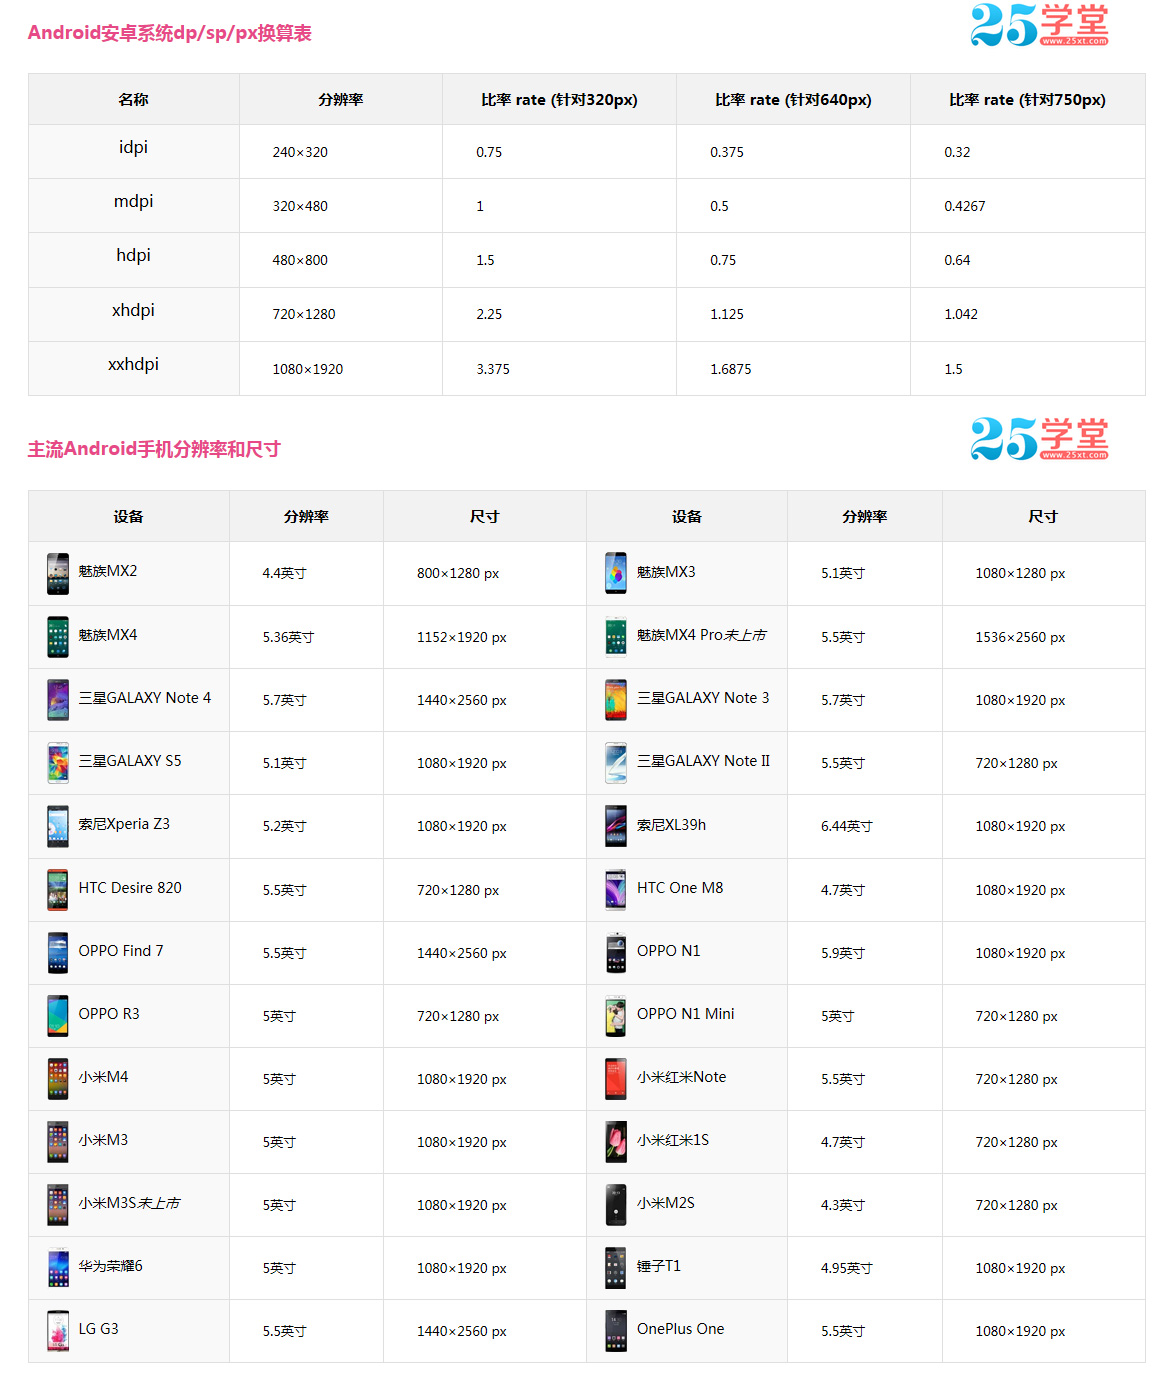 Android安卓系统dp/sp/px换算表
25学堂
www.25xt.com
名称 分辨率 比率 rate (针对320px) 比率 rate (针对640px) 比率 rate (针对750px)
idpi 240×320 0.75 0.375 0.32
mdpi 320×480 1 0.5 0.4267
hdpi 480×800 1.5 0.75 0.64
xhdpi 720×1280 2.25 1.125 1.042
xxhdpi 1080×1920 3.375 1.6875 1.5
主流Android手机分辨率和尺寸
25学堂
www.25xt.com
设备 分辨率 尺寸 设备 分辨率 尺寸
魅族MX2 4.4英寸 800×1280 px 魅族MX3 5.1英寸 1080×1280 px
魅族MX4 5.36英寸 1152×1920 px 魅族MX4 Pro未上市 5.5英寸 1536×2560 px
三星GALAXY Note 4 5.7英寸 1440×2560 px 三星GALAXY Note 3 5.7英寸 1080×1920 px
三星GALAXY S5 5.1英寸 1080×1920 px 三星GALAXY Note II 5.5英寸 720×1280 px
索尼Xperia Z3 5.2英寸 1080×1920 px 索尼XL39h 6.44英寸 1080×1920 px
HTC Desire 820 5.5英寸 720×1280 px HTC One M8 4.7英寸 1080×1920 px
OPPO Find 7 5.5英寸 1440×2560 px OPPO N1 5.9英寸 1080×1920 px
OPPO R3 5英寸 720×1280 px OPPO N1 Mini 5英寸 720×1280 px
小米M4 5英寸 1080×1920 px 小米红米Note 5.5英寸 720×1280 px
小米M3 5英寸 1080×1920 px 小米红米1S 4.7英寸 720×1280 px
小米M3S未上市 5英寸 1080×1920 px 小米M2S 4.3英寸 720×1280 px
华为荣耀6 5英寸 1080×1920 px 锤子T1 4.95英寸 1080×1920 px
LG G3 5.5英寸 1440×2560 px OnePlus One 5.5英寸 1080×1920 px